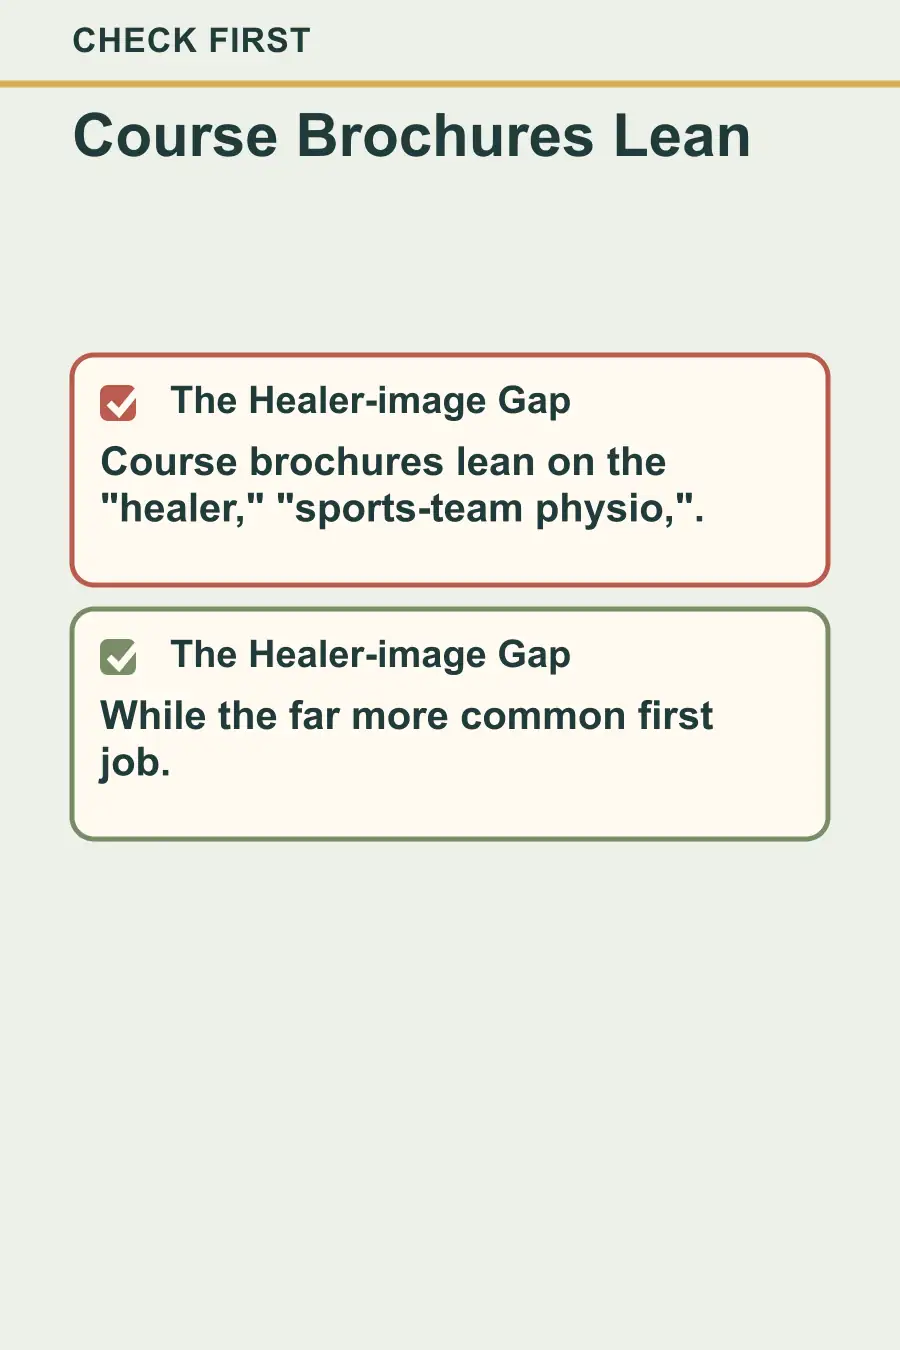 CHECK FIRST
Course Brochures Lean
The Healer-image Gap
Course brochures lean on the
"healer," "sports-team physio,".
The Healer-image Gap
While the far more common first
job.